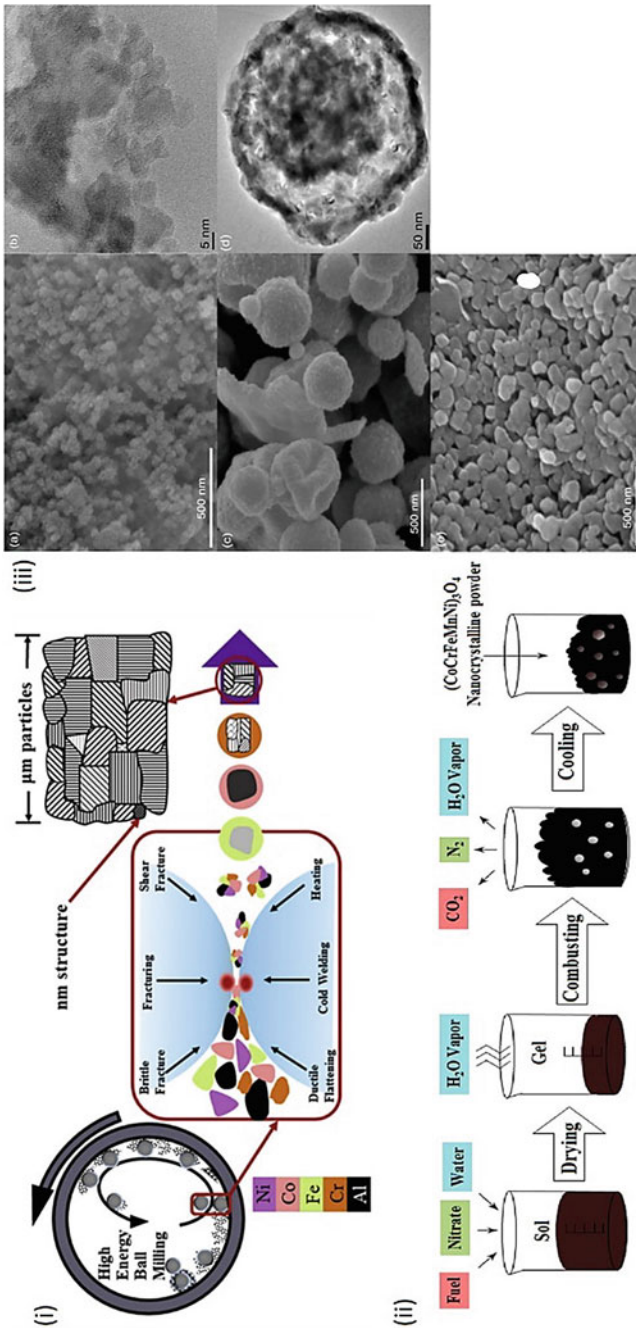 (i)
High
Energy
Ball
Milling
Ni
Co
Fe
Cr
Al
nm structure
µm particles
Brittle
Fracture
Fracturing
Shear
Fracture
Ductile
Flattening
Cold Welding
Heating
(ii)
Fuel
Nitrate
Water
Sol
Drying
H₂O Vapor
Gel
Combusting
CO₂
N₂
H₂O Vapor
Cooling
(CoCrFeMnNi)₃O₄
Nanocrystalline powder
(iii)
(a)
500 nm
(b)
5 nm
(c)
500 nm
(d)
50 nm
500 nm